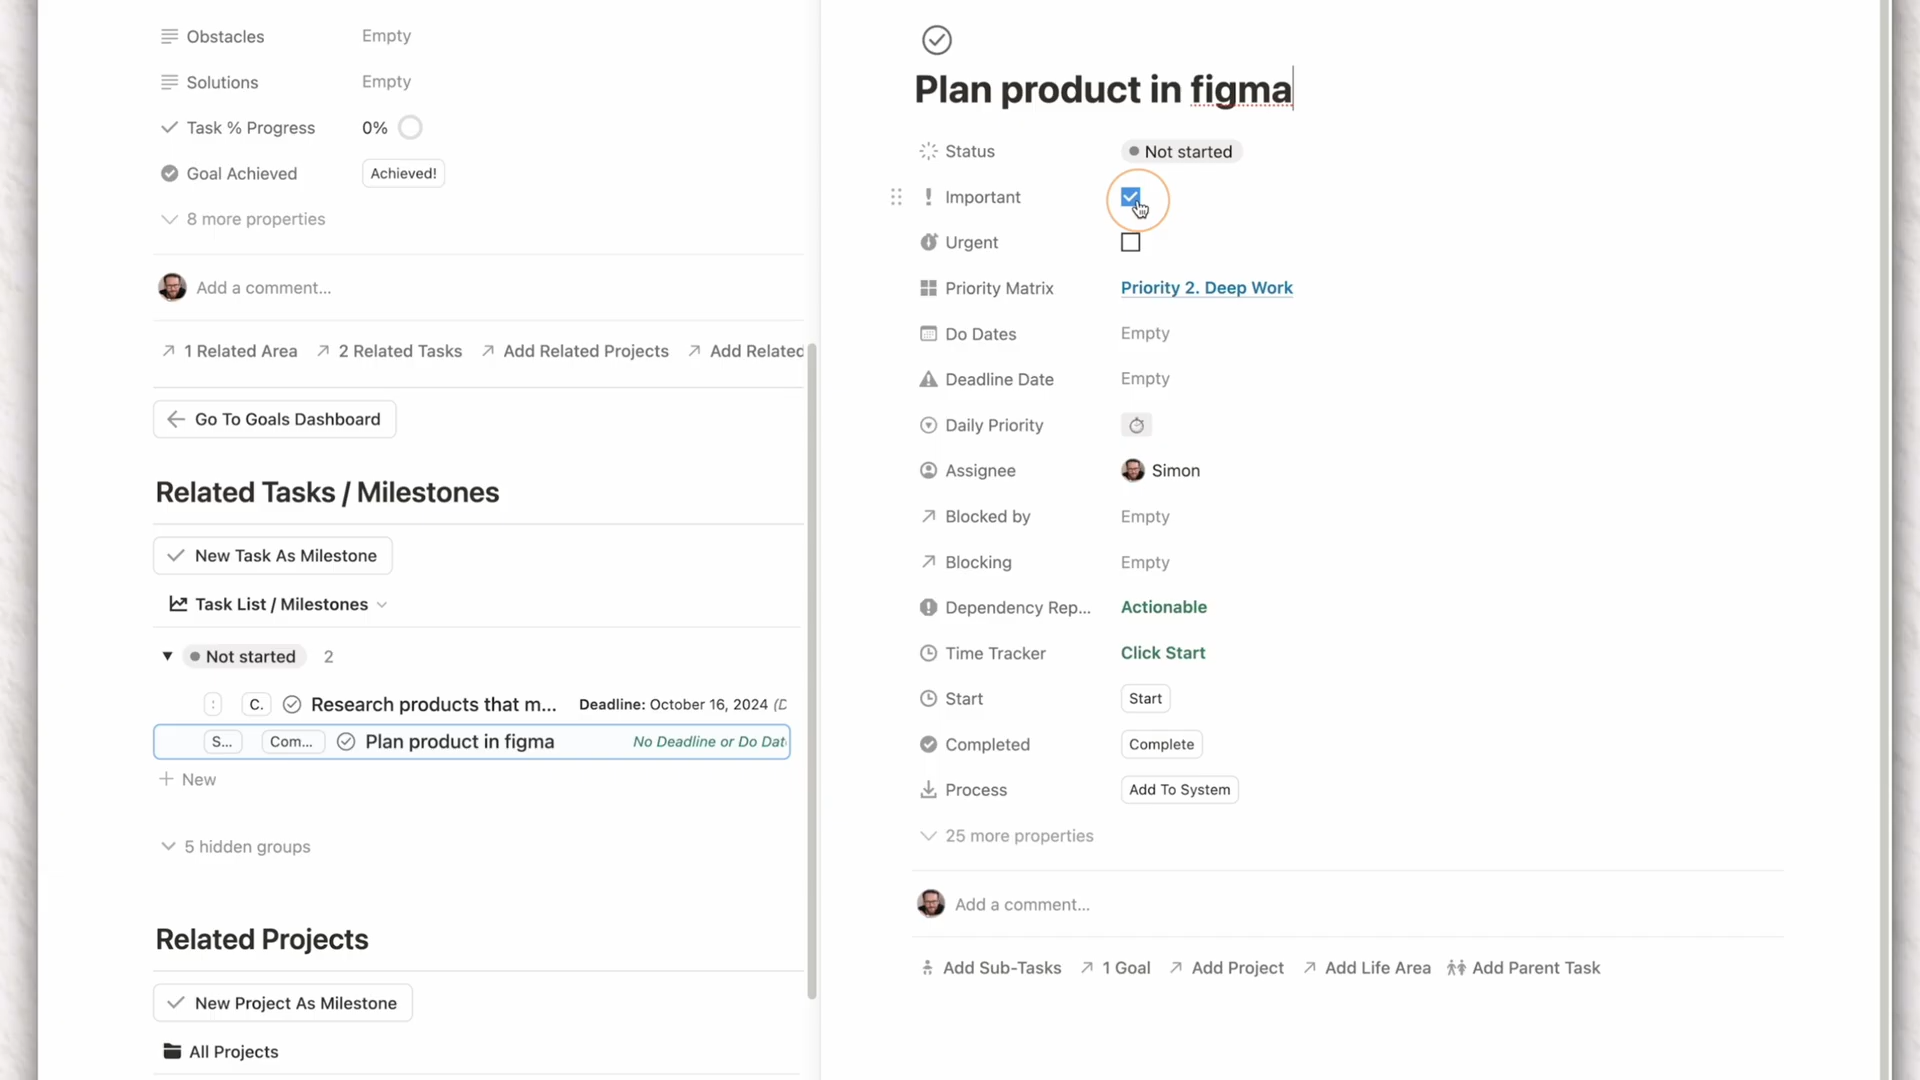 Obstacles Empty
Solutions Empty
Task % Progress 0%
Goal Achieved Achieved!
8 more properties
Add a comment...
1 Related Area 2 Related Tasks Add Related Projects Add Related
Go To Goals Dashboard
Related Tasks / Milestones
New Task As Milestone
Task List / Milestones
Not started 2
: C. Research products that m... Deadline: October 16, 2024 (D
S... Com... Plan product in figma No Deadline or Do Dat
New
5 hidden groups
Related Projects
New Project As Milestone
All Projects
Plan product in figma
Status Not started
Important
Urgent
Priority Matrix Priority 2. Deep Work
Do Dates Empty
Deadline Date Empty
Daily Priority
Assignee Simon
Blocked by Empty
Blocking Empty
Dependency Rep... Actionable
Time Tracker Click Start
Start Start
Completed Complete
Process Add To System
25 more properties
Add a comment...
Add Sub-Tasks 1 Goal Add Project Add Life Area Add Parent Task